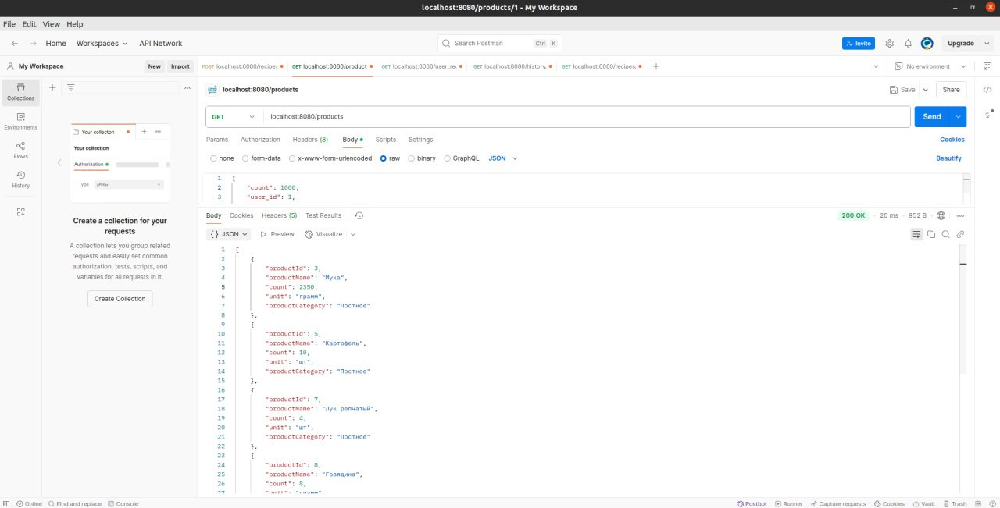 localhost:8080/products/1 - My Workspace
File Edit View Help
Home Workspaces API Network
Search Postman Ctrl K
Invite
Upgrade
My Workspace New Import
POST localhost:8080/recipes
GET localhost:8080/product
GET localhost:8080/user_re
GET localhost:8080/history.
GET localhost:8080/recipes.
No environment
Collections
Environments
Flows
History
Your collecton
Your collection
Authorization
Type API Key
Create a collection for your
requests
A collection lets you group related
requests and easily set common
authorization, tests, scripts, and
variables for all requests in it.
Create Collection
localhost:8080/products
Save Share
GET localhost:8080/products
Send
Params Authorization Headers (8) Body Scripts Settings Cookies
none form-data x-www-form-urlencoded raw binary GraphQL JSON Beautify
1 {
2 "count": 1000,
3 "user_id": 1,
Body Cookies Headers (5) Test Results 200 OK 20 ms 952 B
{} JSON Preview Visualize
1 [
2 {
3 "productId": 3,
4 "productName": "Мука",
5 "count": 2350,
6 "unit": "грамм",
7 "productCategory": "Постное"
8 },
9 {
10 "productId": 5,
11 "productName": "Картофель",
12 "count": 10,
13 "unit": "шт",
14 "productCategory": "Постное"
15 },
16 {
17 "productId": 7,
18 "productName": "Лук репчатый",
19 "count": 4,
20 "unit": "шт",
21 "productCategory": "Постное"
22 },
23 {
24 "productId": 8,
25 "productName": "Говядина",
26 "count": 8,
27 "unit": "грамм"
Online Find and replace Console
Postbot Runner Capture requests Cookies Vault Trash